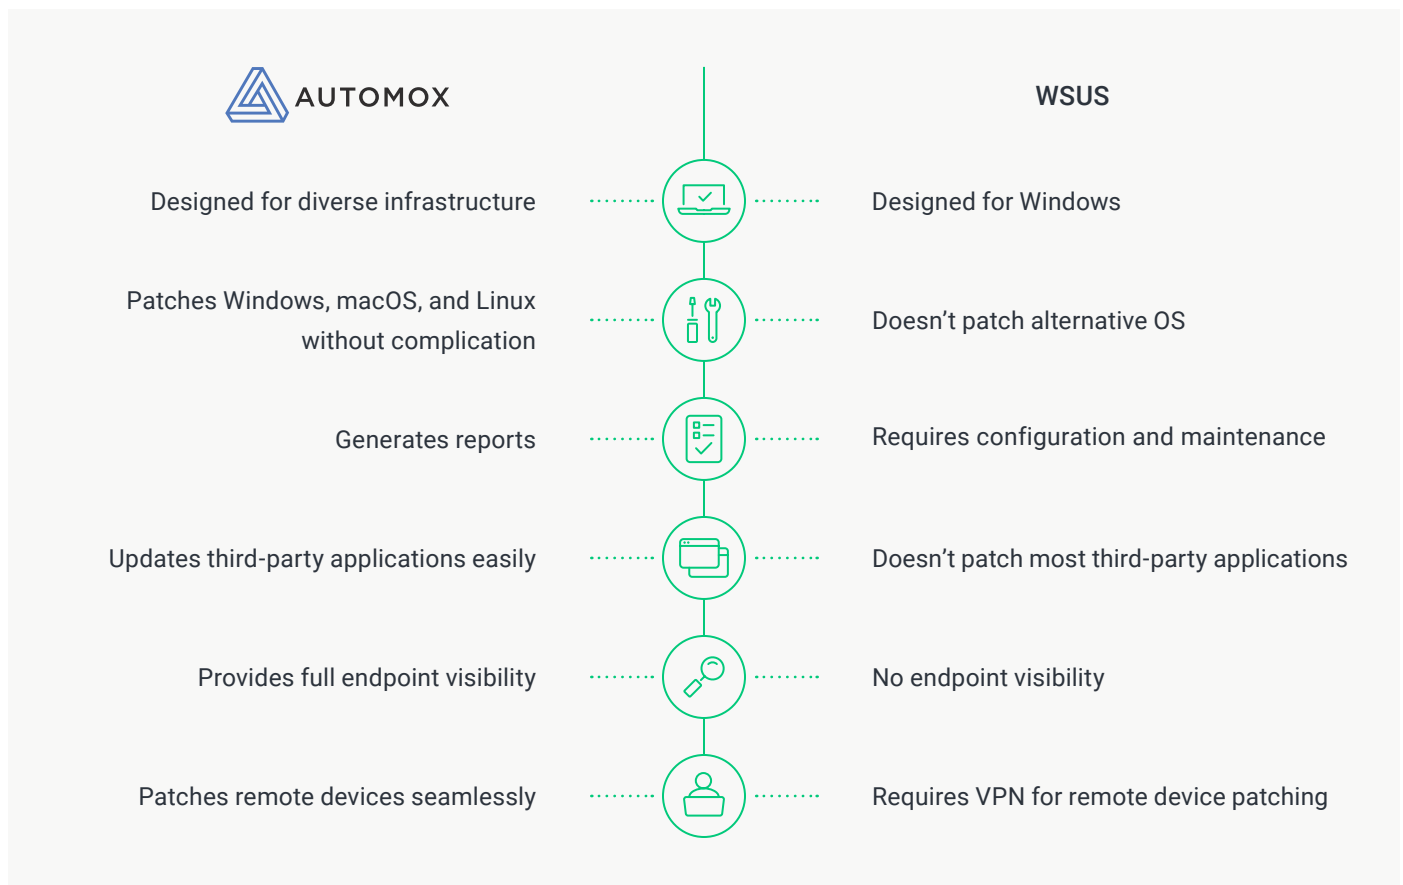 AUTOMOX
WSUS
Designed for diverse infrastructure
Designed for Windows
Patches Windows, macOS, and Linux
without complication
Doesn’t patch alternative OS
Generates reports
Requires configuration and maintenance
Updates third-party applications easily
Doesn’t patch most third-party applications
Provides full endpoint visibility
No endpoint visibility
Patches remote devices seamlessly
Requires VPN for remote device patching